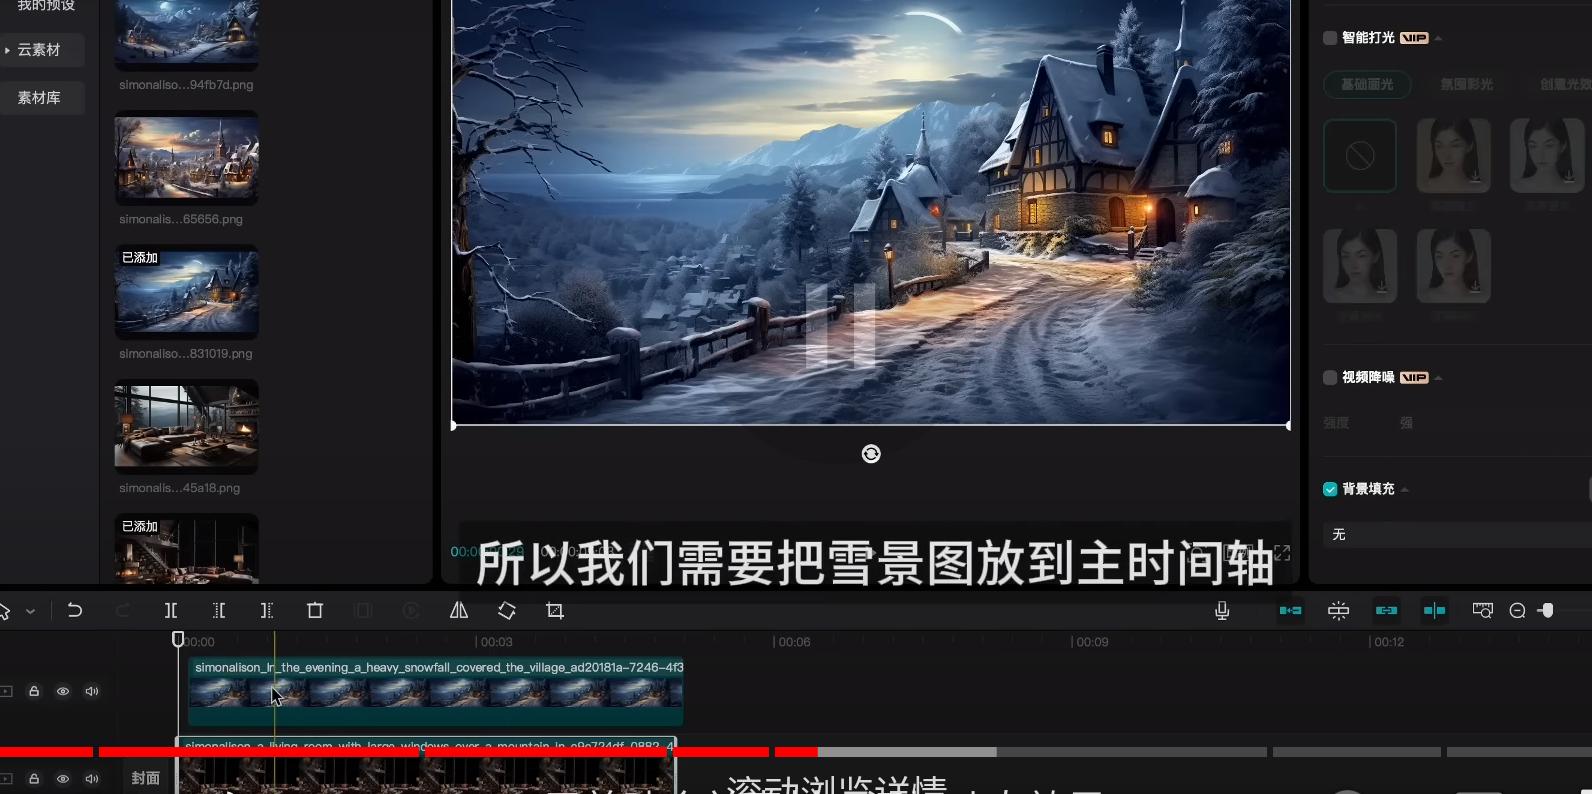 我的预设
云素材
素材库
simonaliso...94fb7d.png
simonalis...65656.png
已添加
simonaliso...831019.png
simonalis...45a18.png
已添加
智能打光 VIP
基础面光 氛围彩光 创意光效
视频降噪 VIP
强度 强
背景填充
无
所以我们需要把雪景图放到主时间轴
00:00 00:03 00:06 00:09 00:12
simonalison_In_the_evening_a_heavy_snowfall_covered_the_village_ad20181a-7246-4f3
simonalison_a_living_room_with_large_windows_over_a_mountain_in_c9c724df-0882-4
封面
滚动浏览详情